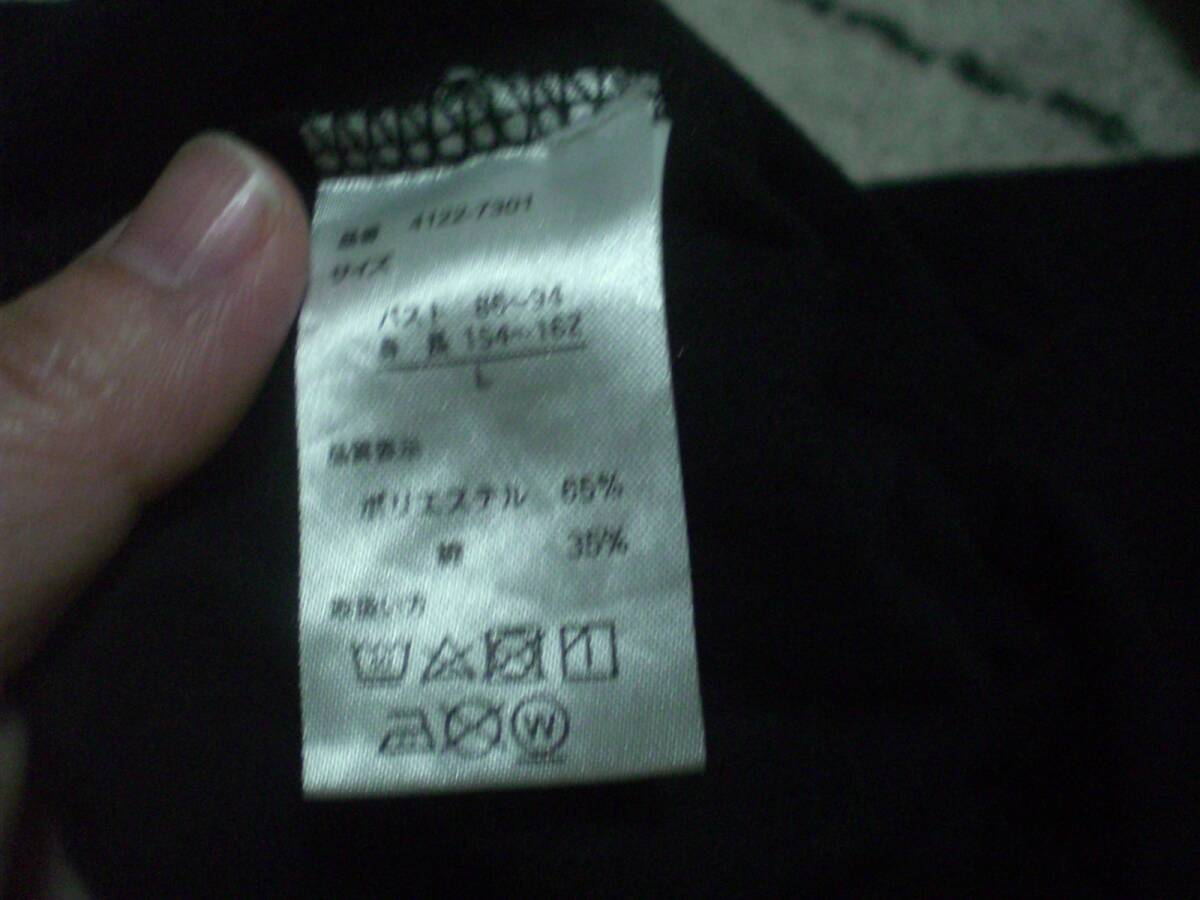 品番 4122-7301
サイズ
バスト 86～94
身長 154～162
L
品質表示
ポリエステル 65%
綿 35%
取扱い方
W